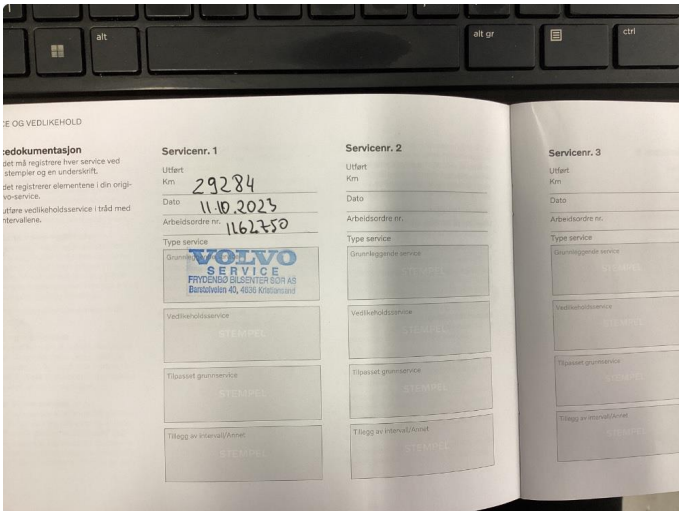 alt
alt gr
ctrl
CE OG VEDLIKEHOLD
cedokumentasjon
det må registrere hver service ved
stempler og en underskrift.
det registrerer elementene i din origi-
vo-service.
utføre vedlikeholdsservice i tråd med
ntervallene.
Servicenr. 1
Utført
Km 29284
Dato 11.10.2023
Arbeidsordre nr. 1162750
Type service
Grunnleggende service
VOLVO
SERVICE
FRYDENBØ BILSENTER SØR AS
Barstølveien 40, 4636 Kristiansand
Vedlikeholdsservice
STEMPEL
Tilpasset grunnservice
STEMPEL
Tillegg av intervall/Annet
STEMPEL
Servicenr. 2
Utført
Km
Dato
Arbeidsordre nr.
Type service
Grunnleggende service
STEMPEL
Vedlikeholdsservice
STEMPEL
Tilpasset grunnservice
STEMPEL
Tillegg av intervall/Annet
STEMPEL
Servicenr. 3
Utført
Km
Dato
Arbeidsordre nr.
Type service
Grunnleggende service
STEMPEL
Vedlikeholdsservice
STEMPEL
Tilpasset grunnservice
STEMPEL
Tillegg av intervall/Annet
STEMPEL